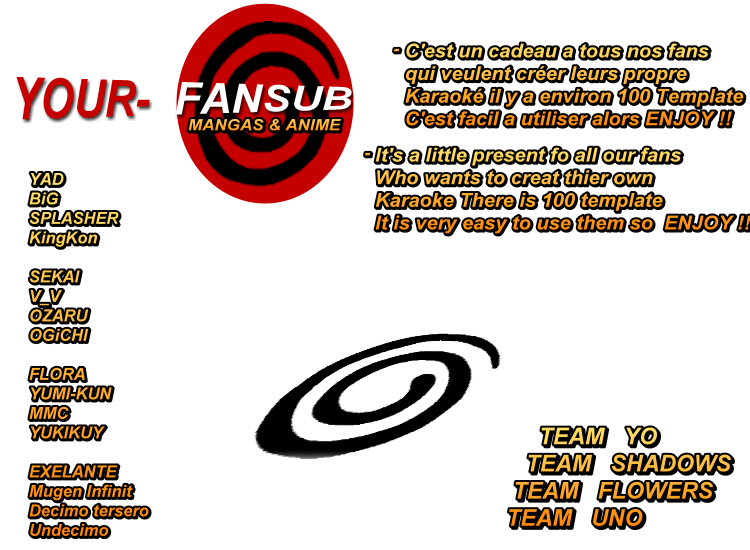 YOUR-
FANSUB
MANGAS & ANIME
- C'est un cadeau a tous nos fans
qui veulent créer leurs propre
Karaoké il y a environ 100 Template
C'est facil a utiliser alors ENJOY !!
- It's a little present fo all our fans
Who wants to creat thier own
Karaoke There is 100 template
It is very easy to use them so ENJOY !!
YAD
BiG
SPLASHER
KingKon
SEKAI
V_V
OZARU
OGiCHI
FLORA
YUMI-KUN
MMC
YUKIKUY
EXELANTE
Mugen Infinit
Decimo tersero
Undecimo
TEAM YO
TEAM SHADOWS
TEAM FLOWERS
TEAM UNO